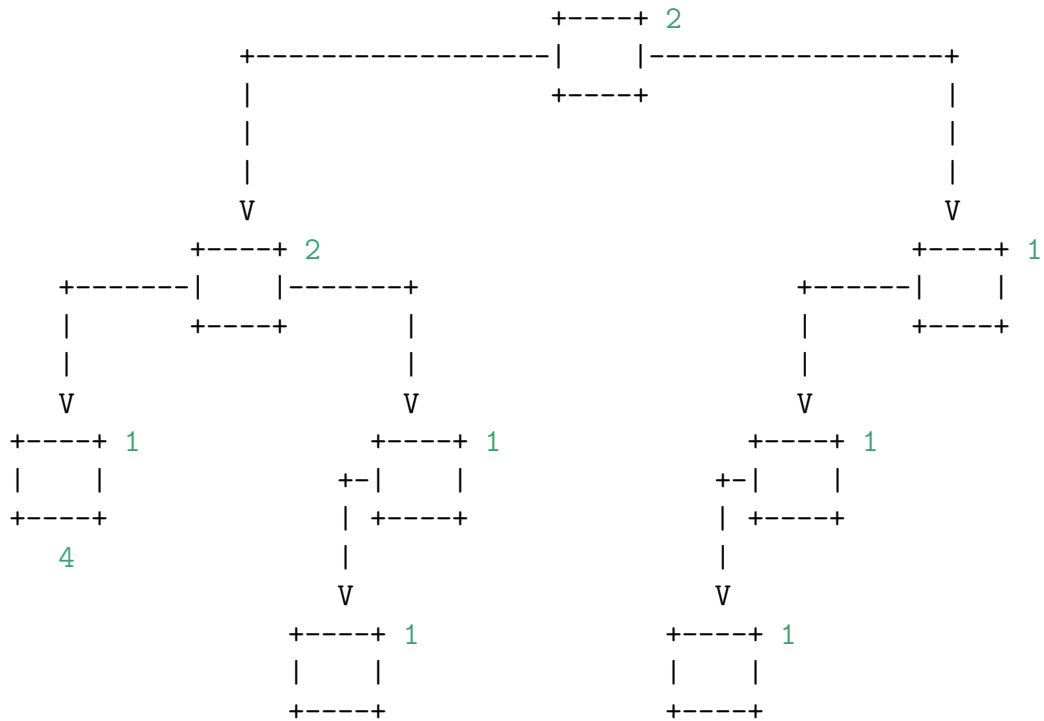 +-----+ 2
              +------------------|     |------------------+
              |                  +-----+                  |
              |                                           |
              |                                           |
              V                                           V
           +-----+ 2                                    +-----+ 1
   +-------|     |-------+                       +------|     |
   |       +-----+       |                       |      +-----+
   |                     |                       |
   V                     V                       V
+-----+ 1              +-----+ 1              +-----+ 1
|     |              +-|     |              +-|     |
+-----+              | +-----+              | +-----+
   4                 |                      |
                     V                      V
                  +-----+ 1              +-----+ 1
                  |     |                |     |
                  +-----+                +-----+